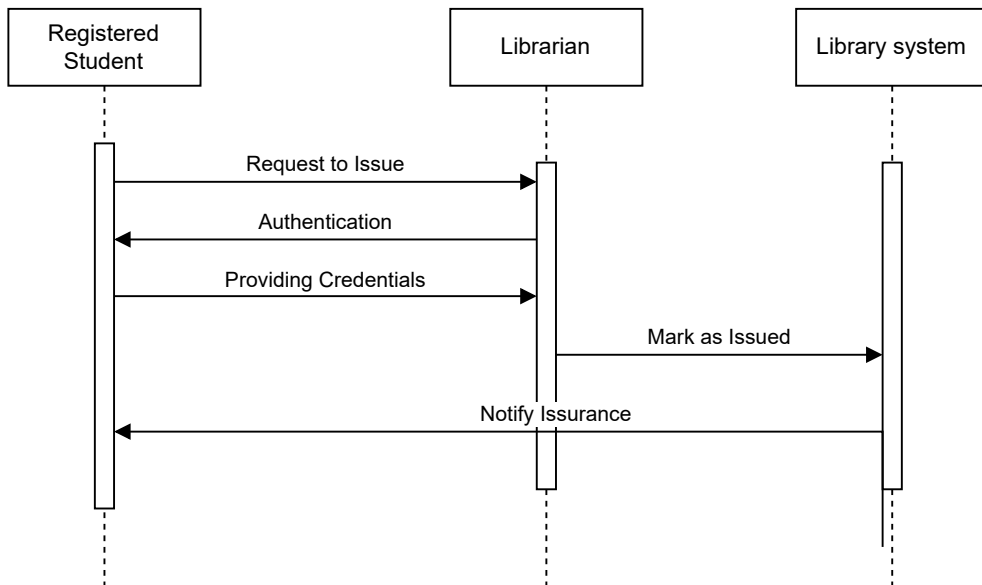 Registered
Student
Librarian
Library system
Request to Issue
Authentication
Providing Credentials
Mark as Issued
Notify Issurance